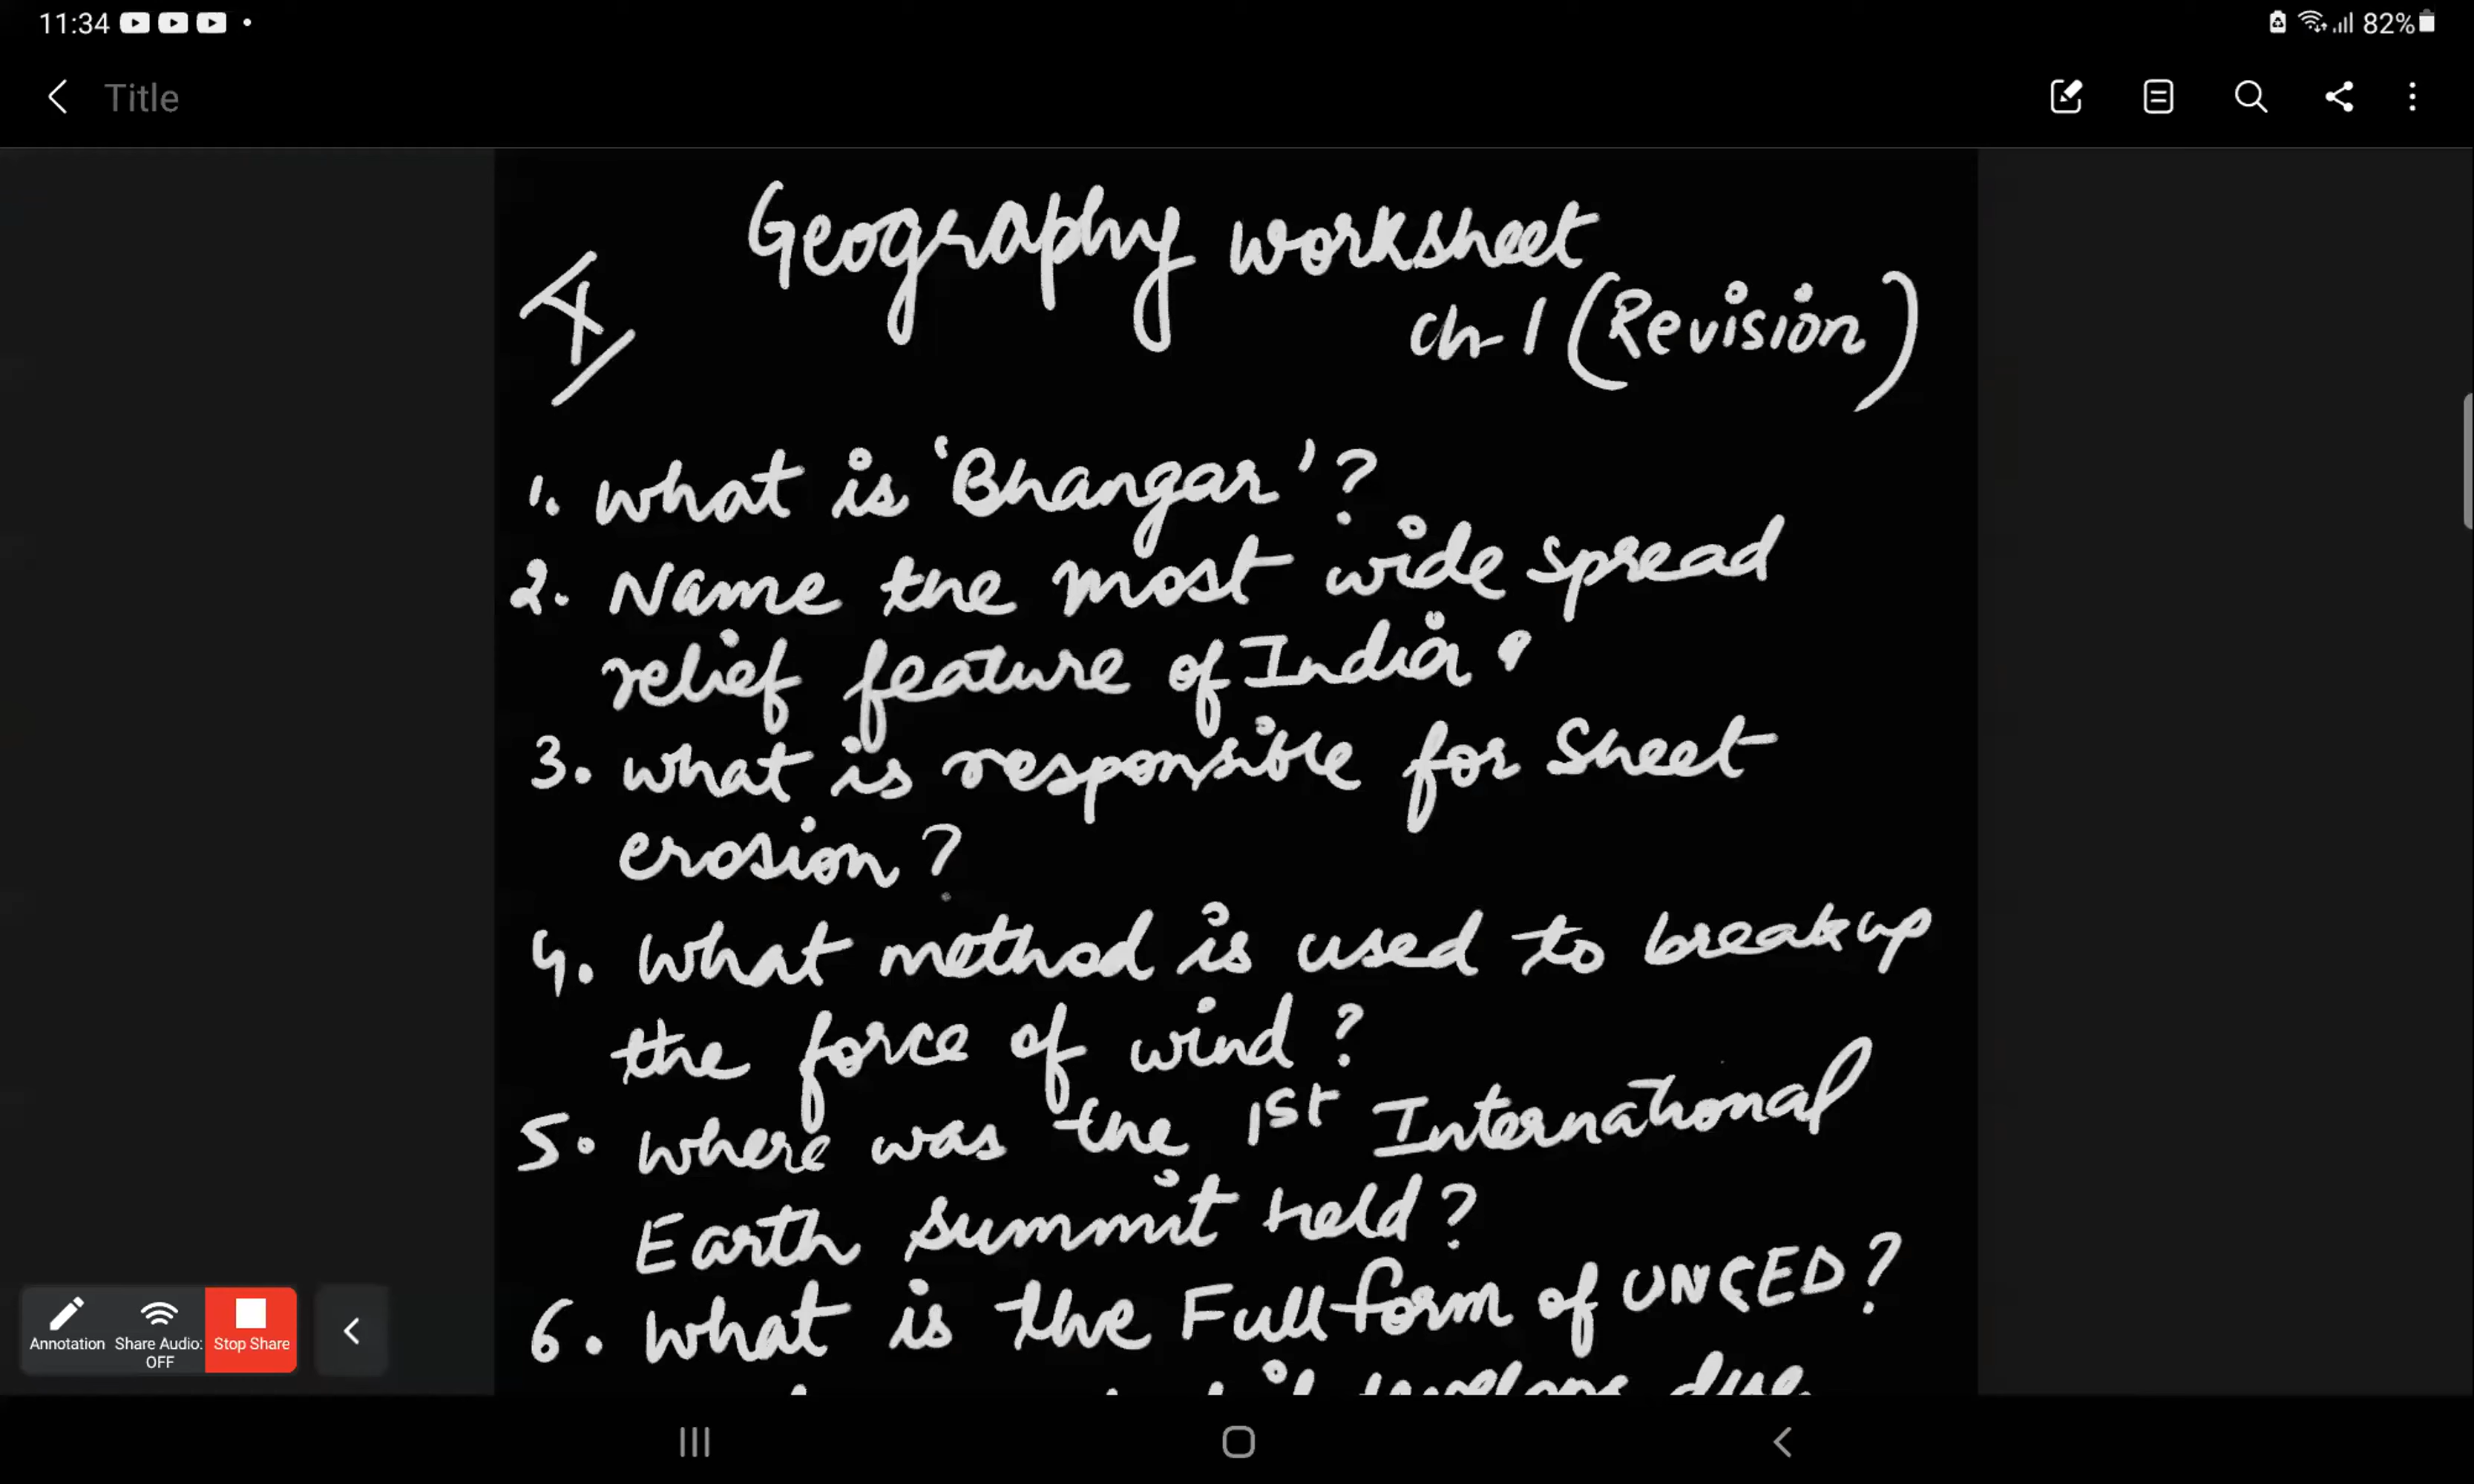 11:34
82%
Title
Geography worksheet
X
ch 1 (Revision)
1. What is 'Bhangar'?
2. Name the most wide spread
relief feature of India.
3. What is responsible for Sheet
erosion?
4. What method is used to breakup
the force of wind?
5. Where was the 1st International
Earth summit held?
6. What is the Full form of UNCED?
Annotation
Share Audio:
OFF
Stop Share